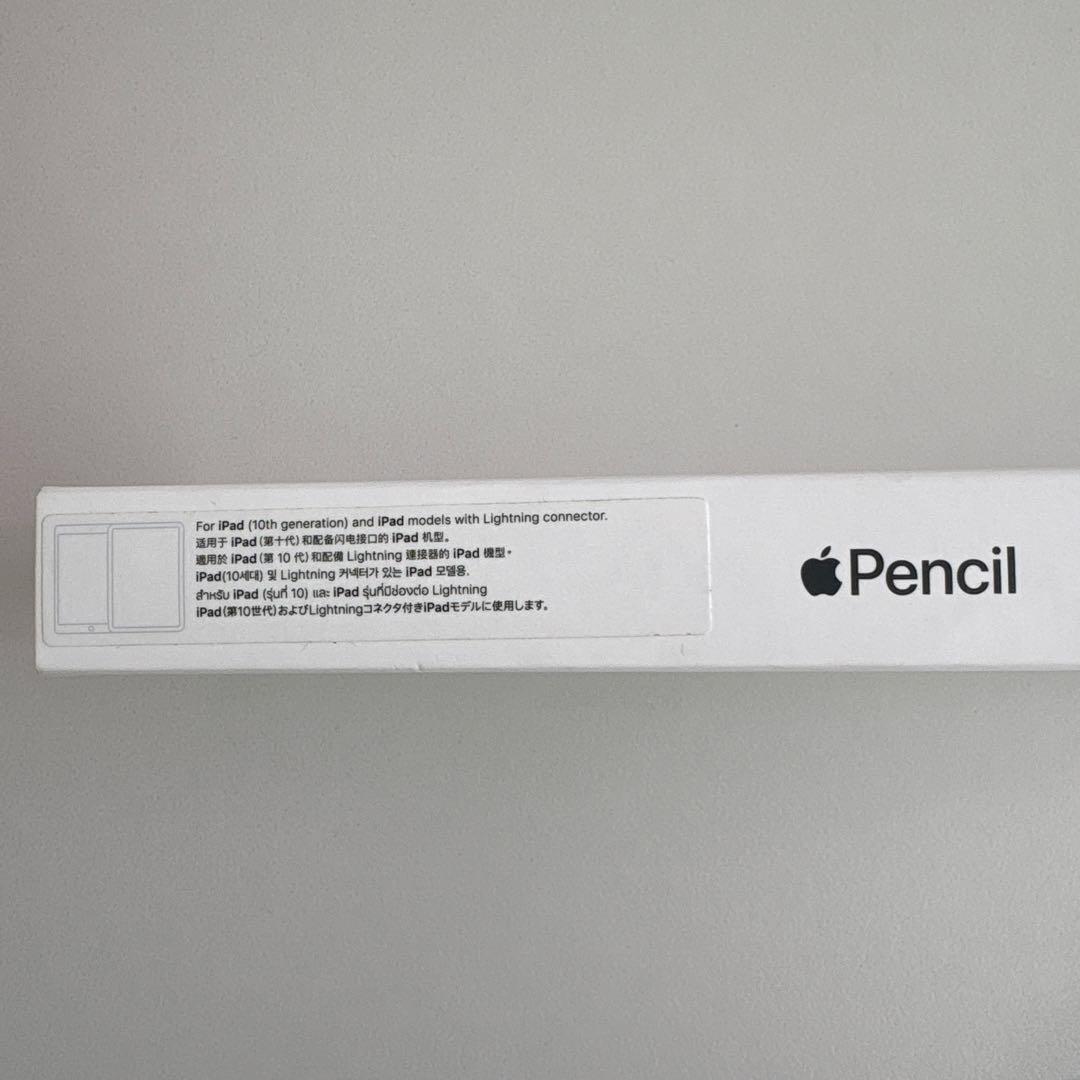 For iPad (10th generation) and iPad models with Lightning connector.
适用于 iPad（第十代）和配备闪电接口的 iPad 机型。
適用於 iPad（第 10 代）和配備 Lightning 連接器的 iPad 機型。
iPad(10세대) 및 Lightning 커넥터가 있는 iPad 모델용.
สำหรับ iPad (รุ่นที่ 10) และ iPad รุ่นที่มีช่องต่อ Lightning
iPad（第10世代）およびLightningコネクタ付きiPadモデルに使用します。
Pencil